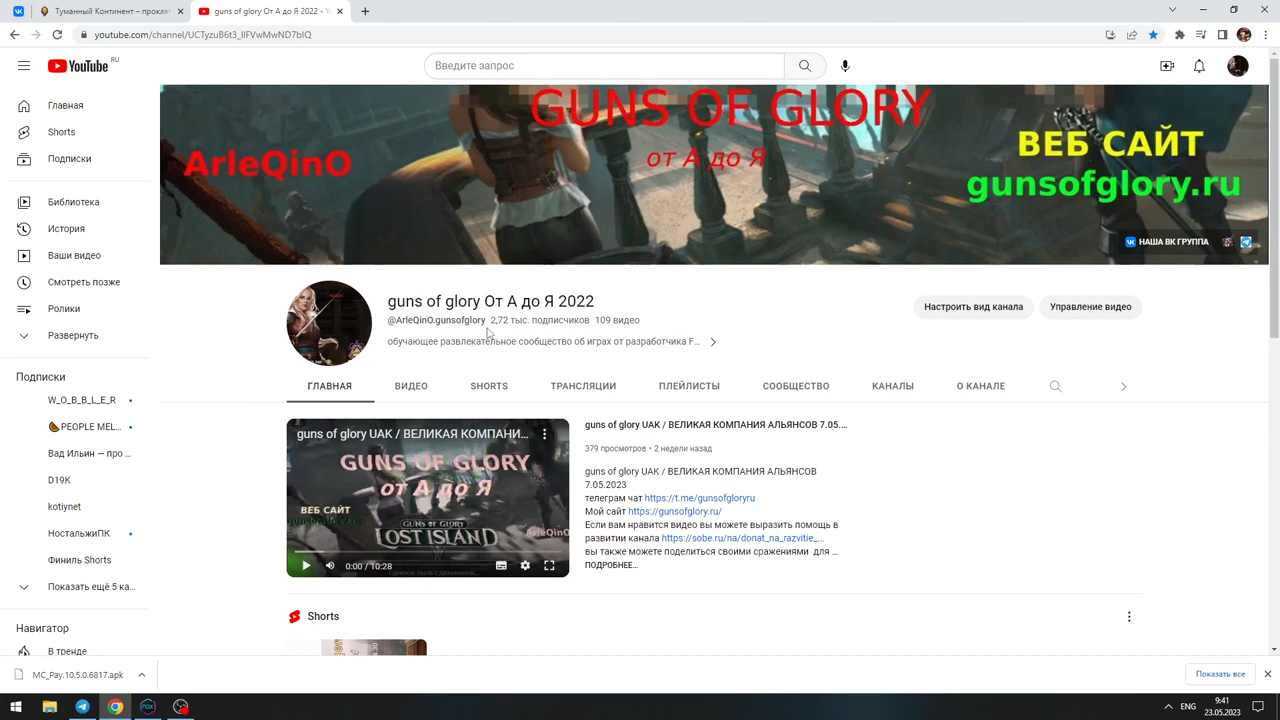 Туманный Континент — проклят
guns of glory От А до Я 2022 - Y
youtube.com/channel/UCTyzuB6t3_IlFVwMwND7bIQ
YouTube RU
Введите запрос
Главная
Shorts
Подписки
Библиотека
История
Ваши видео
Смотреть позже
Ролики
Развернуть
Подписки
W_O_B_B_L_E_R
PEOPLE MEL...
Вад Ильин — про ...
D19K
kotiynet
НостальжиПК
Финиль Shorts
Показать ещё 5 ка...
Навигатор
В тренде
GUNS OF GLORY
от А до Я
ArleQinO
ВЕБ САЙТ
gunsofglory.ru
НАША ВК ГРУППА
guns of glory От А до Я 2022
@ArleQinO.gunsofglory 2,72 тыс. подписчиков 109 видео
обучающее развлекательное сообщество об играх от разработчика F...
Настроить вид канала
Управление видео
ГЛАВНАЯ ВИДЕО SHORTS ТРАНСЛЯЦИИ ПЛЕЙЛИСТЫ СООБЩЕСТВО КАНАЛЫ О КАНАЛЕ
guns of glory UAK / ВЕЛИКАЯ КОМПАНИ...
GUNS OF GLORY
от А до Я
ВЕБ САЙТ
GUNS OF GLORY
LOST ISLAND
ArleQinO
0:00 / 10:28
guns of glory UAK / ВЕЛИКАЯ КОМПАНИЯ АЛЬЯНСОВ 7.05....
379 просмотров • 2 недели назад
guns of glory UAK / ВЕЛИКАЯ КОМПАНИЯ АЛЬЯНСОВ
7.05.2023
телеграм чат https://t.me/gunsofgloryru
Мой сайт https://gunsofglory.ru/
Если вам нравится видео вы можете выразить помощь в
развитии канала https://sobe.ru/na/donat_na_razvitie_...
вы также можете поделиться своими сражениями для ...
ПОДРОБНЕЕ...
Shorts
MC_Pay.10.5.0.6817.apk
Показать все
ENG
9:41
23.05.2023